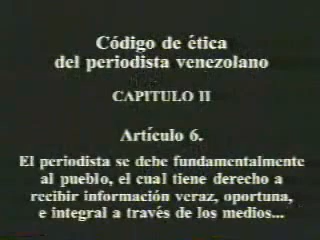 Código de ética
del periodista venezolano
CAPITULO II
Artículo 6.
El periodista se debe fundamentalmente
al pueblo, el cual tiene derecho a
recibir información veraz, oportuna,
e integral a través de los medios...